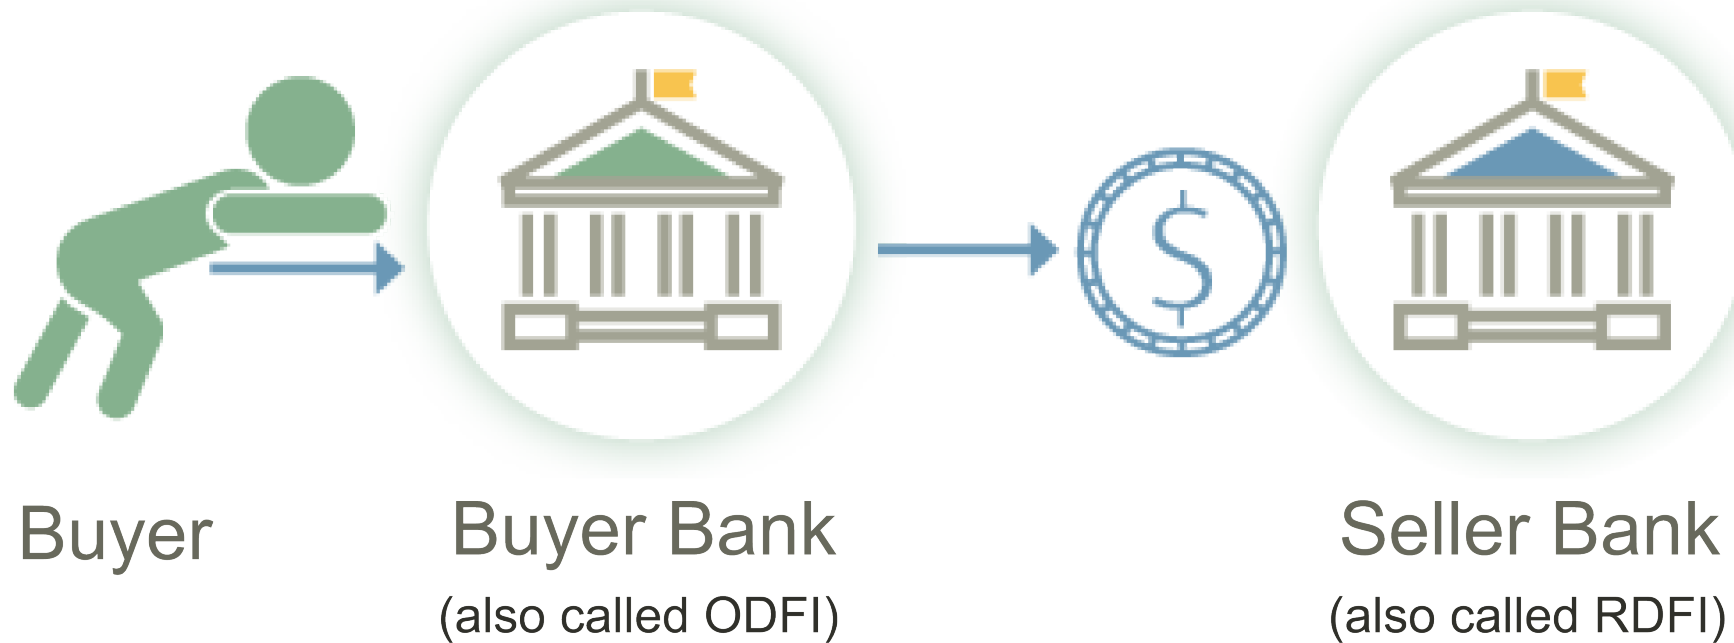 $
Buyer
Buyer Bank
(also called ODFI)
Seller Bank
(also called RDFI)